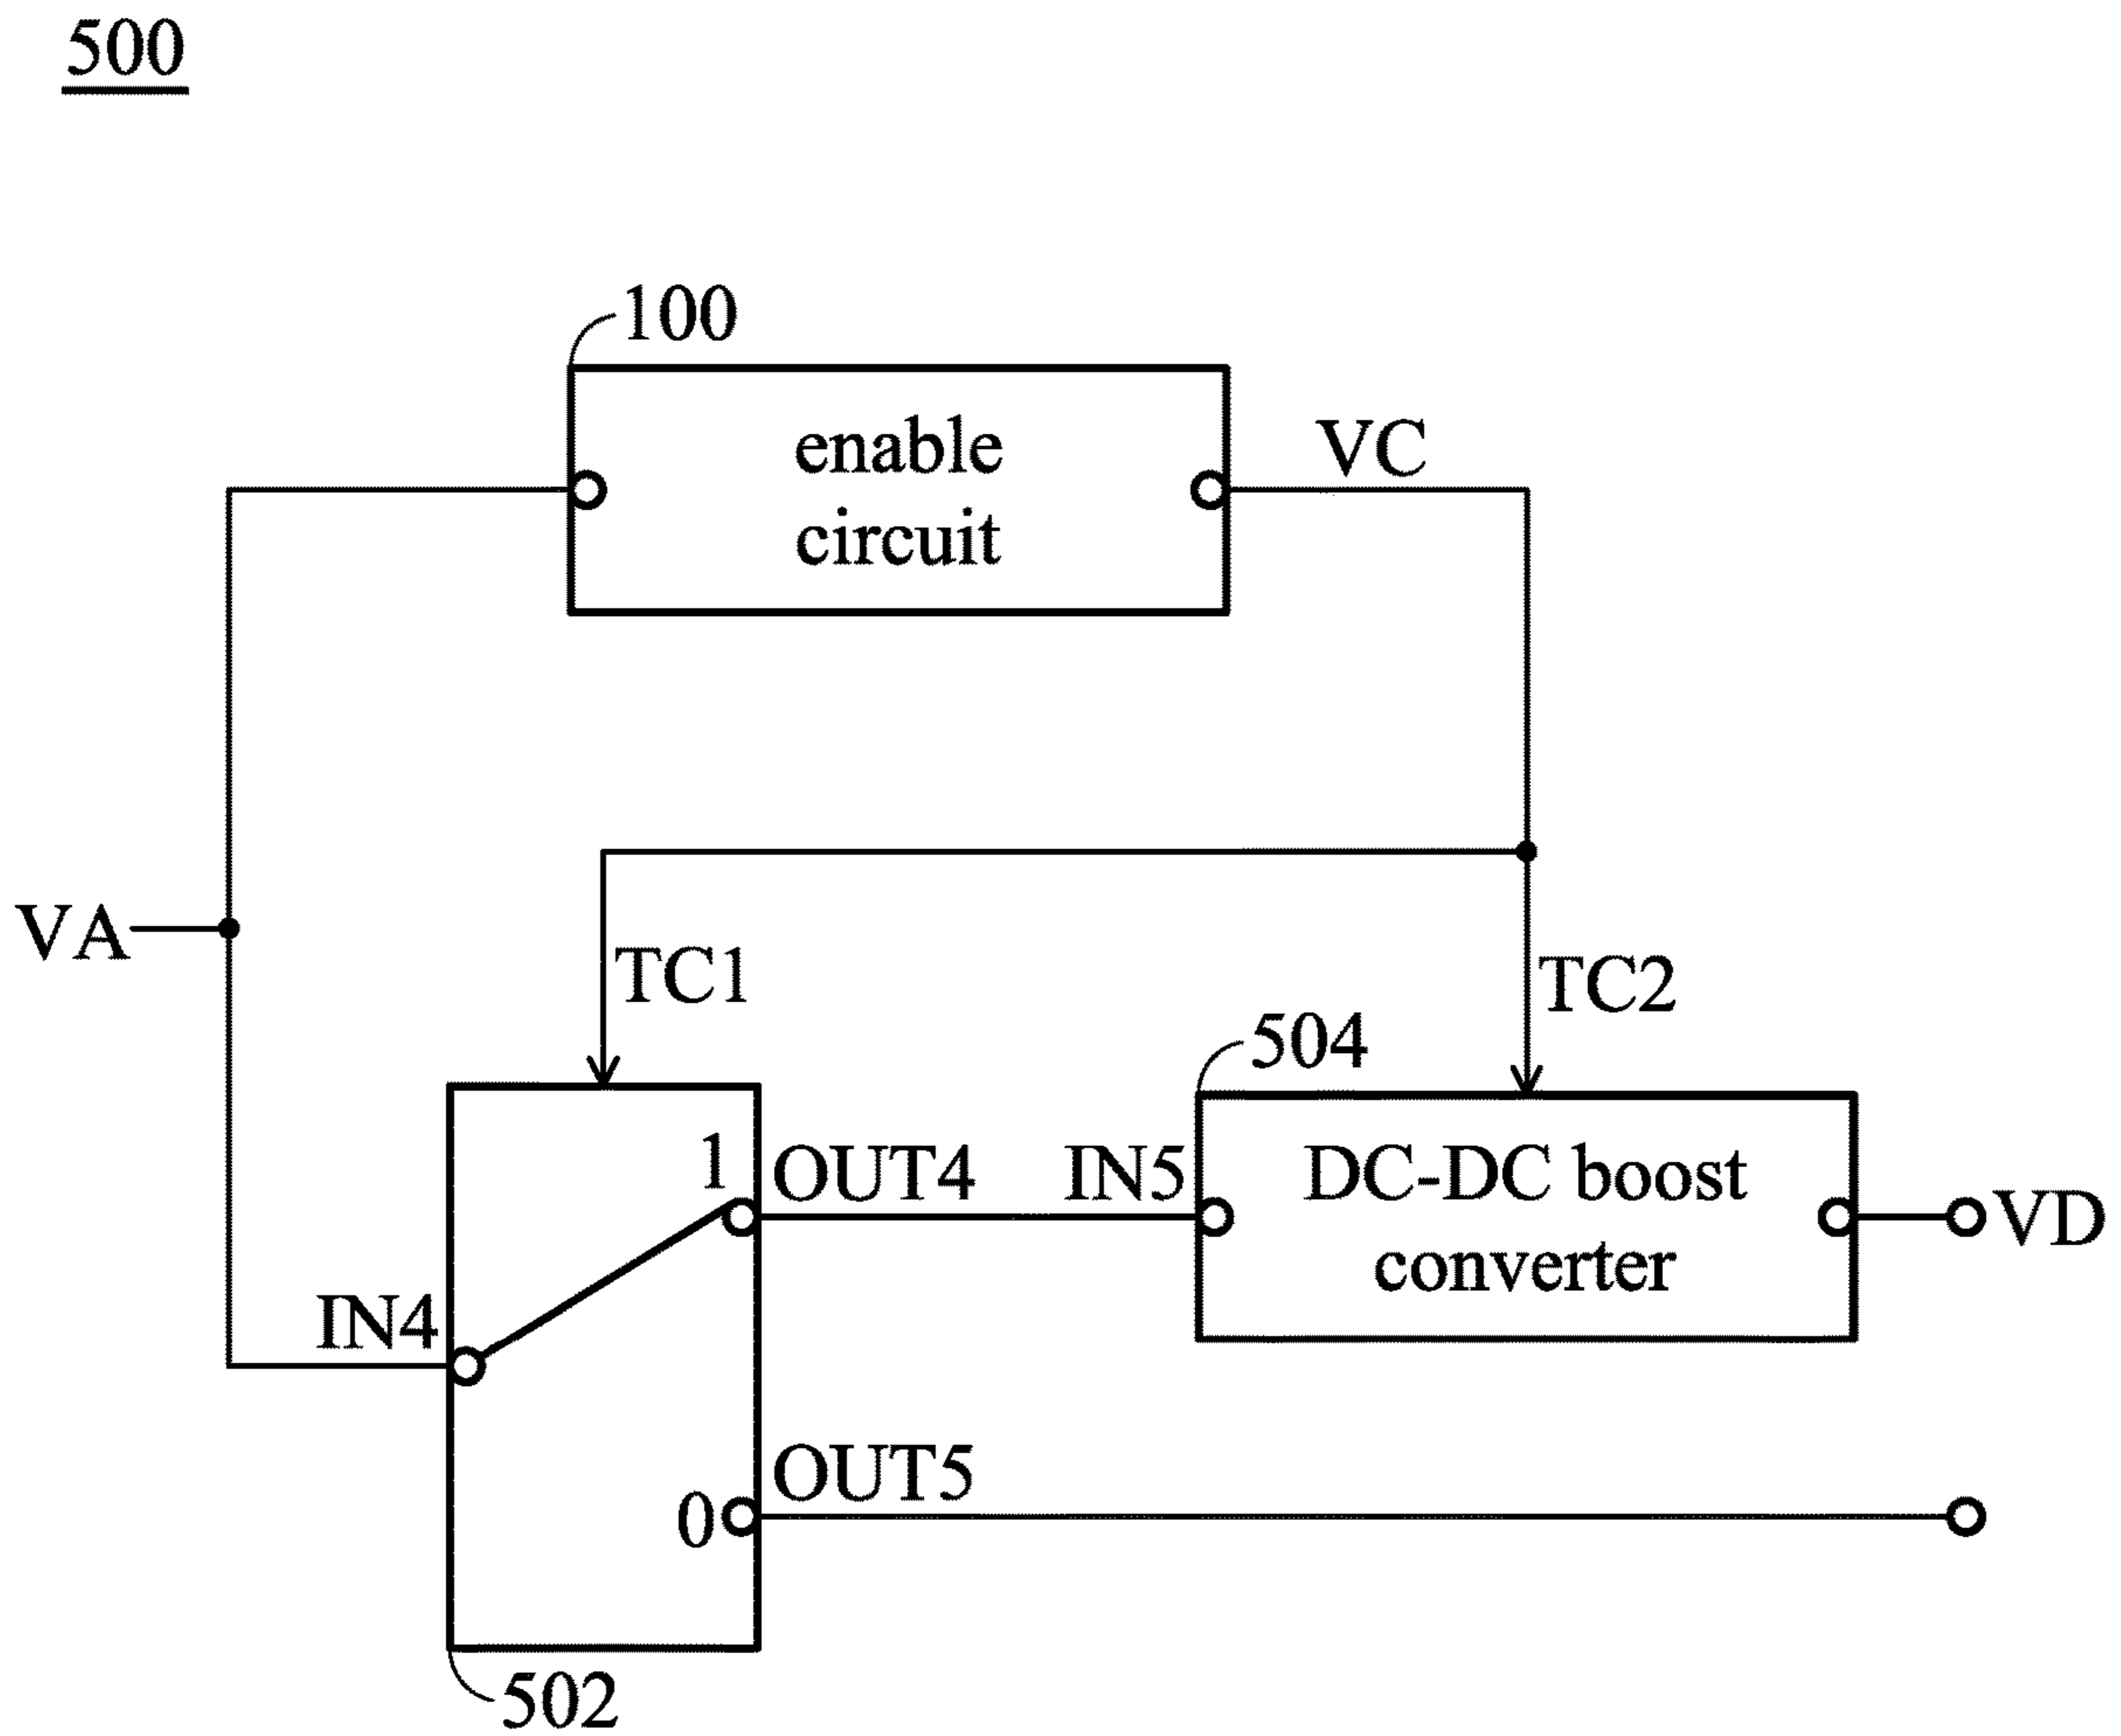 500
100
enable
circuit
VC
VA
TC1
TC2
504
1
OUT4
IN5
DC-DC boost
converter
VD
IN4
0
OUT5
502